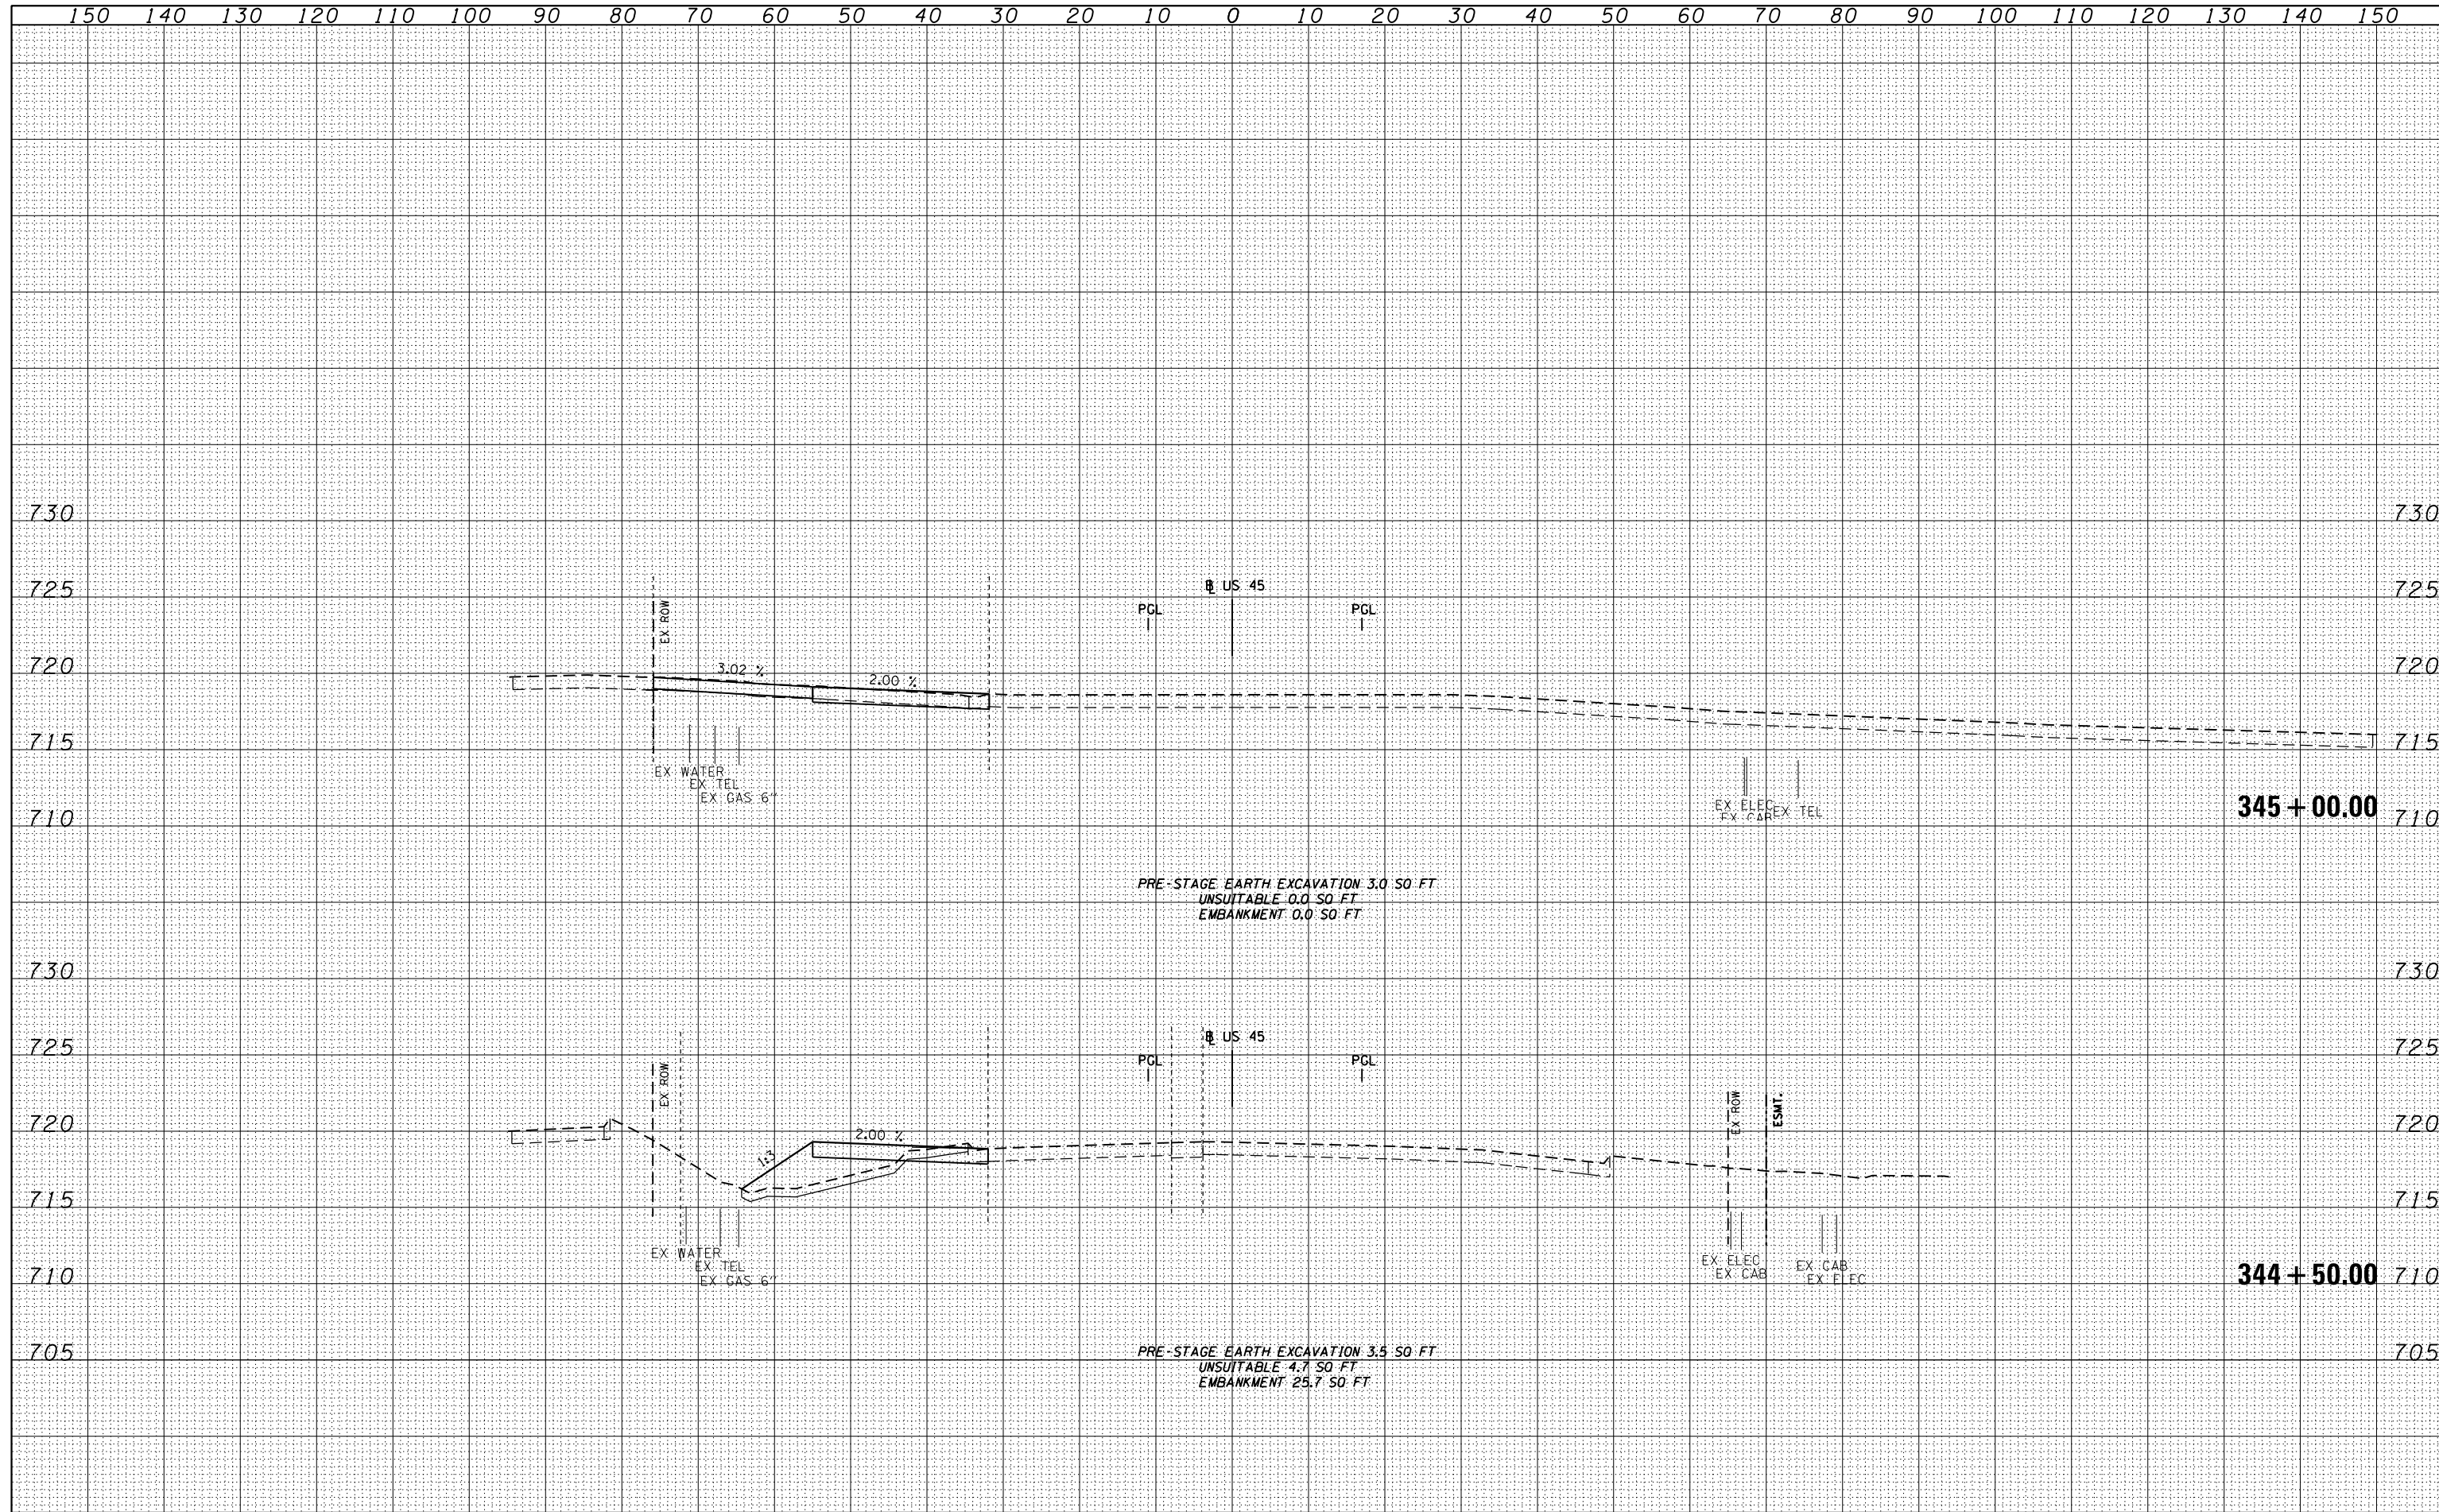 150 140 130 120 110 100 90 80 70 60 50 40 30 20 10 0 10 20 30 40 50 60 70 80 90 100 110 120 130 140 150
730 730
725 ℄ US 45 725
EX ROW PGL PGL
720 3.02 % 2.00 % 720
715 715
EX WATER
EX TEL
EX GAS 6"
EX ELEC
EX CAB
EX TEL
710 345+00.00 710
PRE-STAGE EARTH EXCAVATION 3.0 SQ FT
UNSUITABLE 0.0 SQ FT
EMBANKMENT 0.0 SQ FT
730 730
725 ℄ US 45 725
EX ROW PGL PGL
EX ROW ESMT.
720 1:3 2.00 % 720
715 715
EX WATER
EX TEL
EX GAS 6"
EX ELEC
EX CAB
EX CAB
EX ELEC
710 344+50.00 710
705 705
PRE-STAGE EARTH EXCAVATION 3.5 SQ FT
UNSUITABLE 4.7 SQ FT
EMBANKMENT 25.7 SQ FT